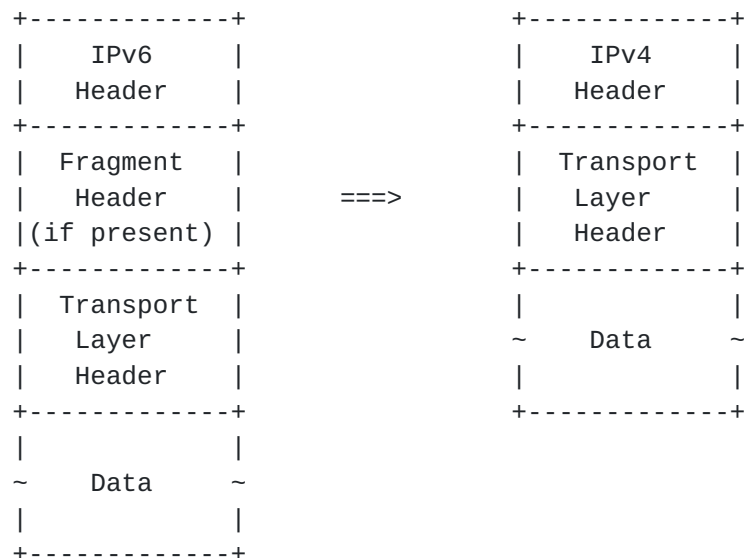 +-------------+ +-------------+
| IPv6 | | IPv4 |
| Header | | Header |
+-------------+ +-------------+
| Fragment | | Transport |
| Header | ===> | Layer |
|(if present) | | Header |
+-------------+ +-------------+
| Transport | | |
| Layer | ~ Data ~
| Header | | |
+-------------+ +-------------+
| |
~ Data ~
| |
+-------------+